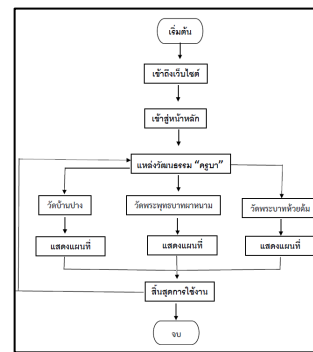 เริ่มต้น
เข้าถึงเว็บไซต์
เข้าสู่หน้าหลัก
แหล่งวัฒนธรรม “ครูบา”
วัดบ้านปาง
วัดพระพุทธบาทผาหนาม
วัดพระบาทห้วยต้ม
แสดงแผนที่
แสดงแผนที่
แสดงแผนที่
สิ้นสุดการใช้งาน
จบ